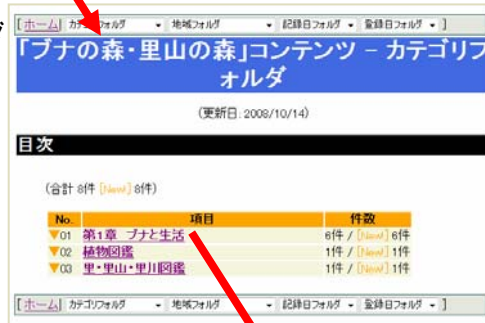 [ホーム] カテゴリフォルダ 地域フォルダ 記録日フォルダ 登録日フォルダ ]
「ブナの森・里山の森」コンテンツ - カテゴリフ
ォルダ
(更新日: 2008/10/14)
目次
(合計 8件 [New!] 8件)
No. 項目 件数
▼01 第1章 ブナと生活 6件 / [New!] 6件
▼02 植物図鑑 1件 / [New!] 1件
▼03 里・里山・里川図鑑 1件 / [New!] 1件
[ホーム] カテゴリフォルダ 地域フォルダ 記録日フォルダ 登録日フォルダ ]